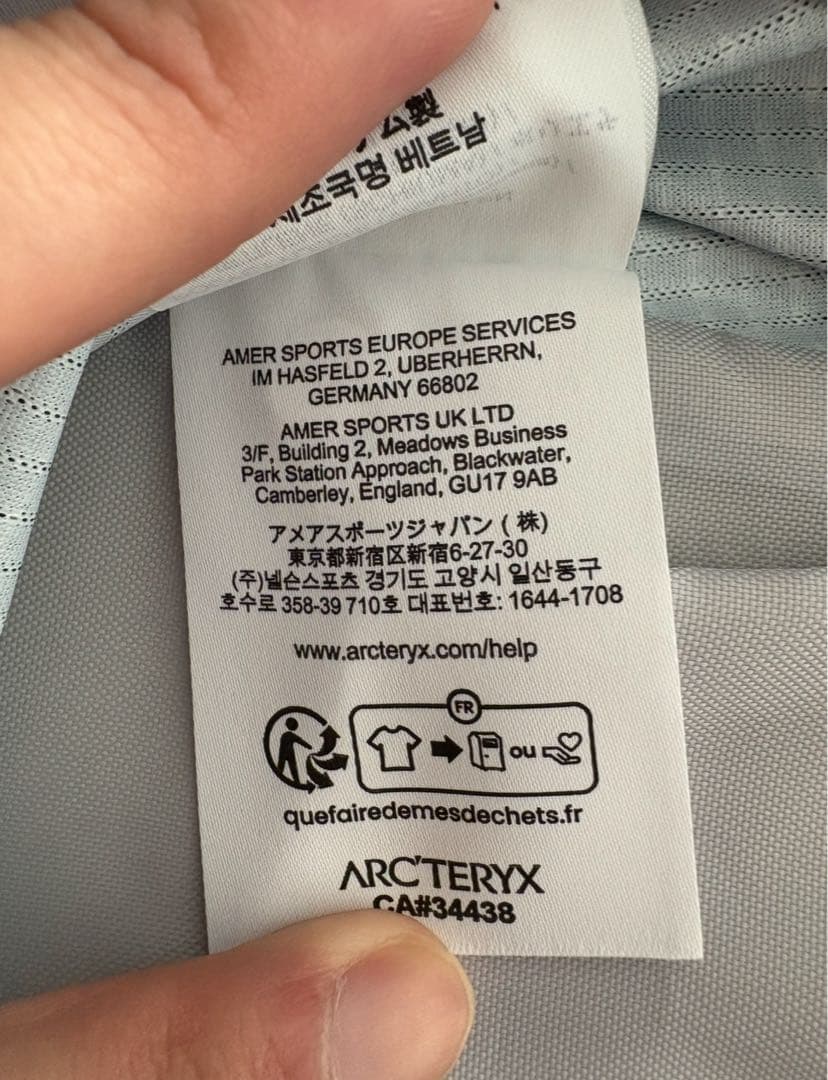 ム製
제조국명 베트남
AMER SPORTS EUROPE SERVICES
IM HASFELD 2, UBERHERRN,
GERMANY 66802
AMER SPORTS UK LTD
3/F, Building 2, Meadows Business
Park Station Approach, Blackwater,
Camberley, England, GU17 9AB
アメアスポーツジャパン ( 株)
東京都新宿区新宿6-27-30
(주)넬슨스포츠 경기도 고양시 일산동구
호수로 358-39 710호 대표번호: 1644-1708
www.arcteryx.com/help
FR
ou
quefairedemesdechets.fr
ARC'TERYX
CA#34438